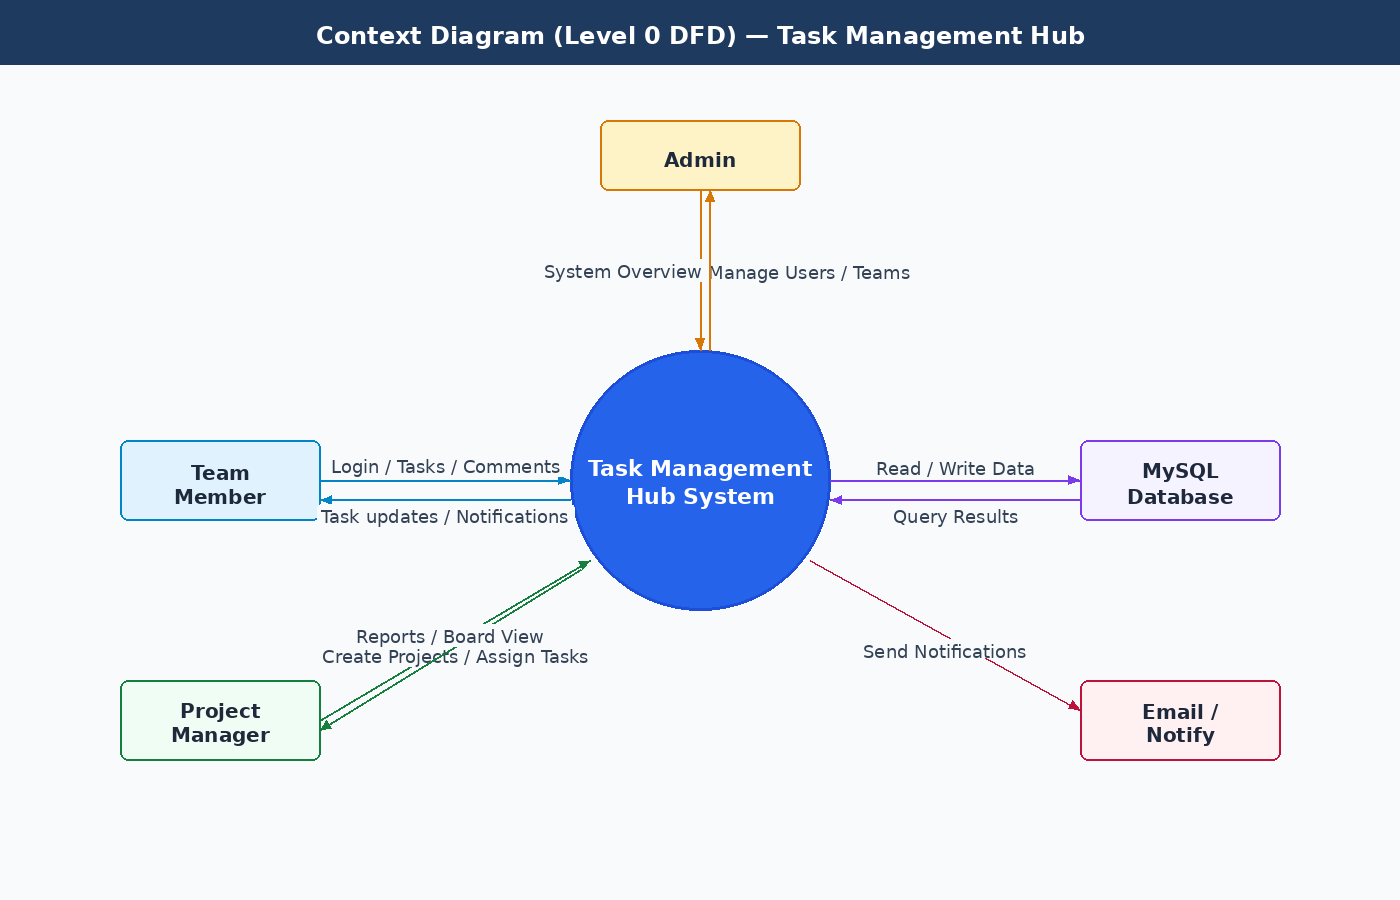 Context Diagram (Level 0 DFD) — Task Management Hub
Admin
System Overview
Manage Users / Teams
Team
Member
Login / Tasks / Comments
Task updates / Notifications
Task Management
Hub System
Read / Write Data
Query Results
MySQL
Database
Reports / Board View
Create Projects / Assign Tasks
Send Notifications
Project
Manager
Email /
Notify